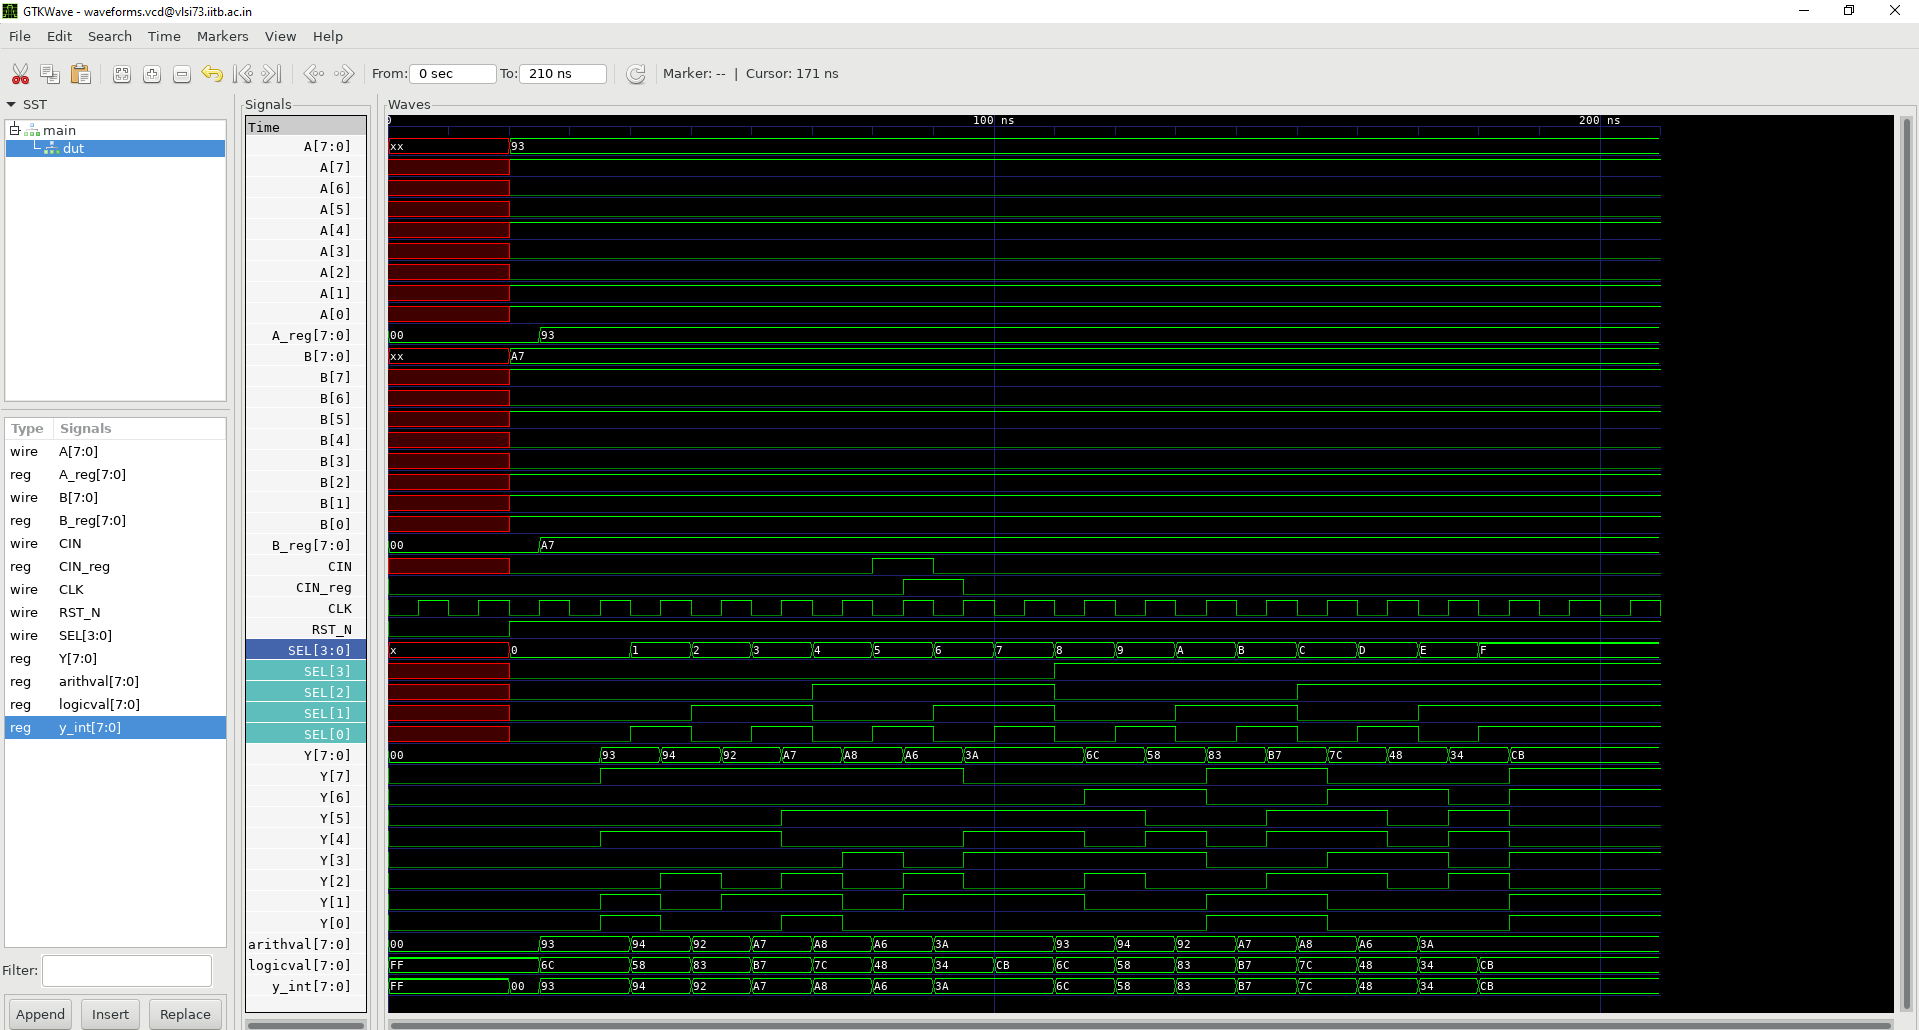 GTKWave - waveforms.vcd@vlsi73.iitb.ac.in
File Edit Search Time Markers View Help
From: 0 sec To: 210 ns Marker: -- | Cursor: 171 ns
SST
main
dut
Type Signals
wire A[7:0]
reg A_reg[7:0]
wire B[7:0]
reg B_reg[7:0]
wire CIN
reg CIN_reg
wire CLK
wire RST_N
wire SEL[3:0]
reg Y[7:0]
reg arithval[7:0]
reg logicval[7:0]
reg y_int[7:0]
Filter:
Append Insert Replace
Signals
Waves
Time
0 100 ns 200 ns
A[7:0] xx 93
A[7]
A[6]
A[5]
A[4]
A[3]
A[2]
A[1]
A[0]
A_reg[7:0] 00 93
B[7:0] xx A7
B[7]
B[6]
B[5]
B[4]
B[3]
B[2]
B[1]
B[0]
B_reg[7:0] 00 A7
CIN
CIN_reg
CLK
RST_N
SEL[3:0] x 0 1 2 3 4 5 6 7 8 9 A B C D E F
SEL[3]
SEL[2]
SEL[1]
SEL[0]
Y[7:0] 00 93 94 92 A7 A8 A6 3A 6C 58 83 B7 7C 48 34 CB
Y[7]
Y[6]
Y[5]
Y[4]
Y[3]
Y[2]
Y[1]
Y[0]
arithval[7:0] 00 93 94 92 A7 A8 A6 3A 93 94 92 A7 A8 A6 3A
logicval[7:0] FF 6C 58 83 B7 7C 48 34 CB 6C 58 83 B7 7C 48 34 CB
y_int[7:0] FF 00 93 94 92 A7 A8 A6 3A 6C 58 83 B7 7C 48 34 CB